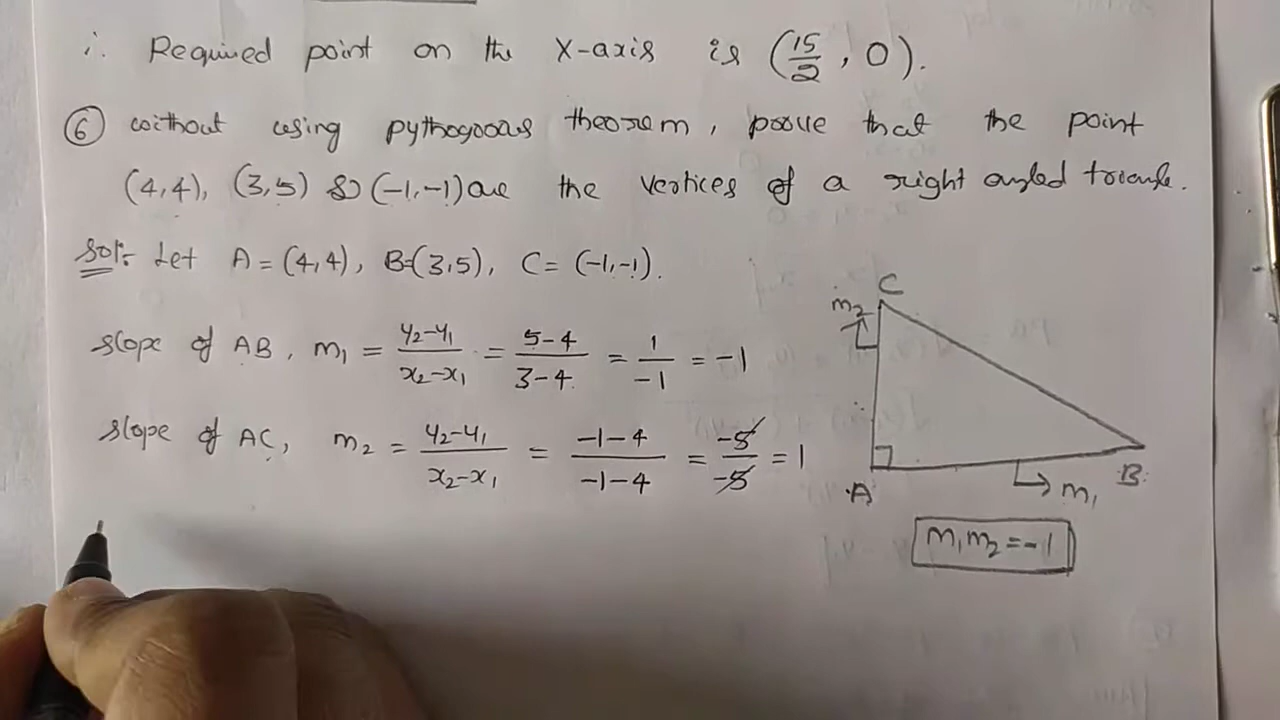 ∴ Required point on the X-axis is (15/2, 0).
⑥ without using pythogoras theorem, prove that the point
(4,4), (3,5) & (-1,-1) are the vertices of a right angled triangle.
Sol:- Let A = (4,4), B=(3,5), C = (-1,-1).
slope of AB, m₁ = (y₂-y₁)/(x₂-x₁) = (5-4)/(3-4) = 1/-1 = -1
slope of AC, m₂ = (y₂-y₁)/(x₂-x₁) = (-1-4)/(-1-4) = -5/-5 = 1
C
m₂
A
B
m₁
m₁m₂ = -1